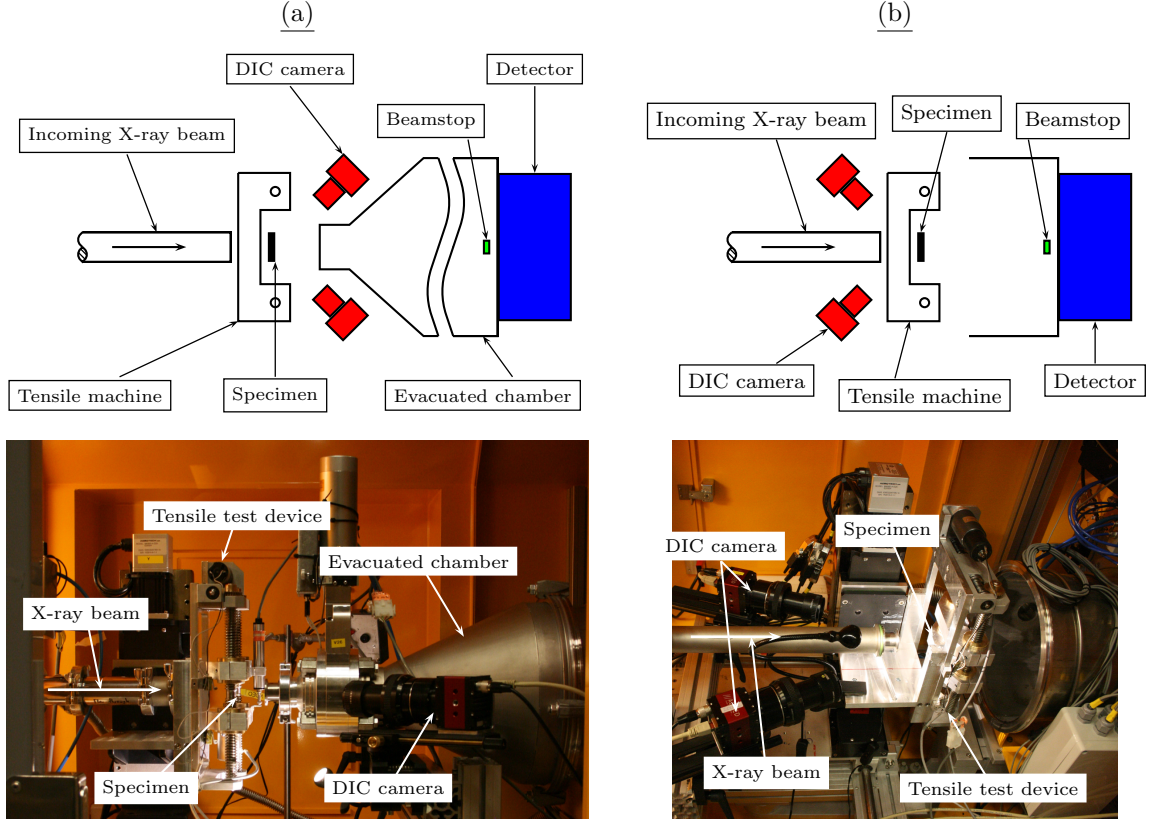 (a)
DIC camera
Detector
Beamstop
Incoming X-ray beam
Tensile machine
Specimen
Evacuated chamber
(b)
Incoming X-ray beam
Specimen
Beamstop
DIC camera
Tensile machine
Detector
Tensile test device
Evacuated chamber
X-ray beam
Specimen
DIC camera
Specimen
DIC camera
X-ray beam
Tensile test device